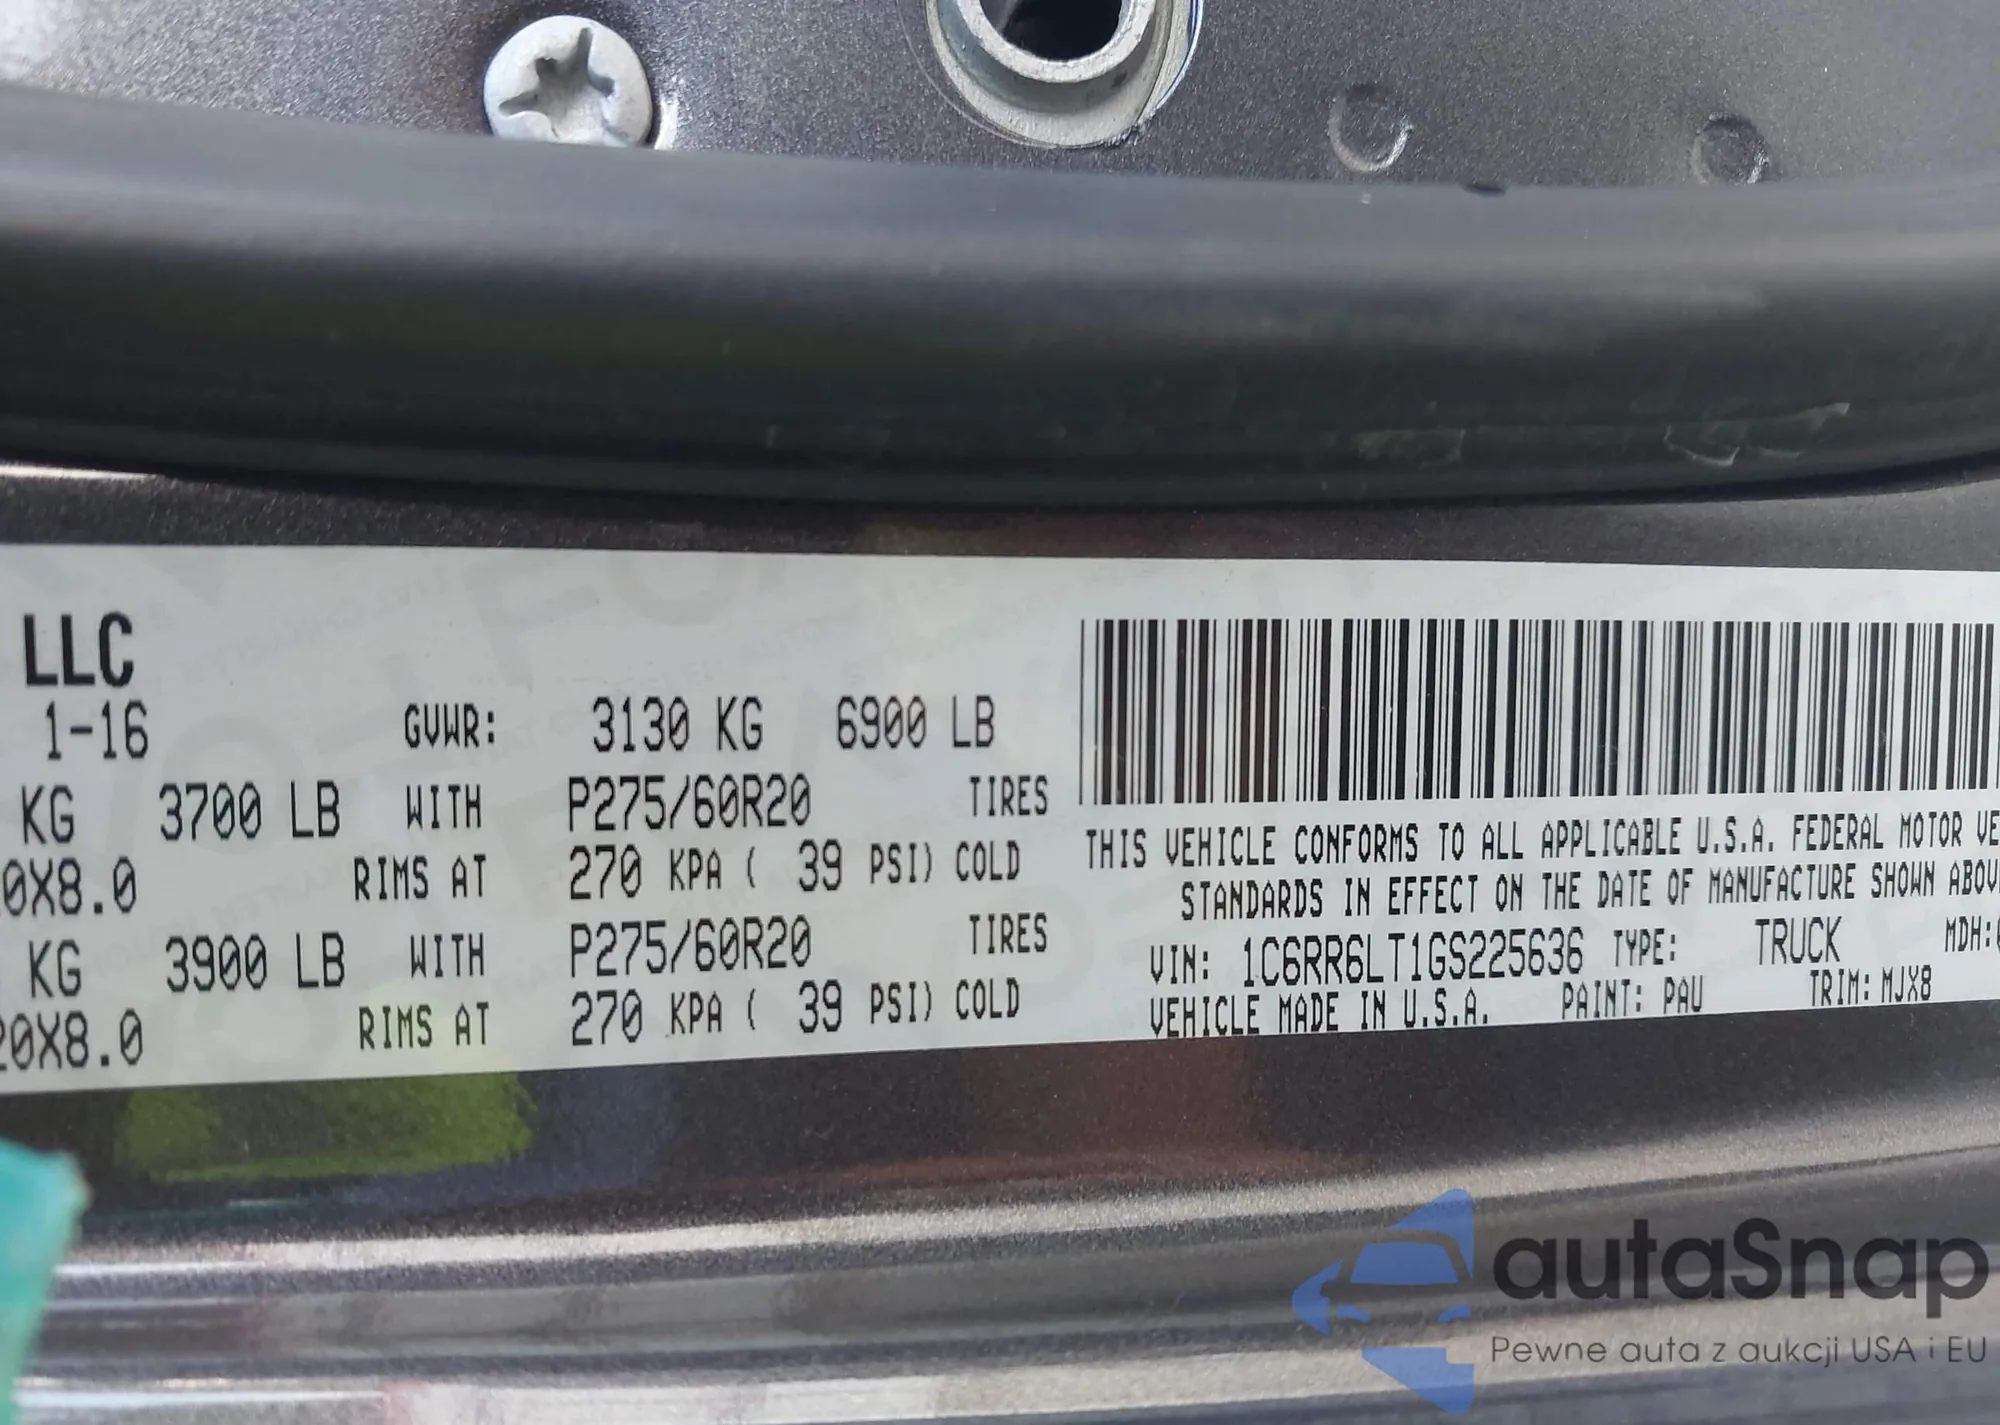 LLC
1-16 GVWR: 3130 KG 6900 LB
KG 3700 LB WITH P275/60R20 TIRES
0X8.0 RIMS AT 270 KPA ( 39 PSI) COLD
KG 3900 LB WITH P275/60R20 TIRES
20X8.0 RIMS AT 270 KPA ( 39 PSI) COLD
THIS VEHICLE CONFORMS TO ALL APPLICABLE U.S.A. FEDERAL MOTOR VE
STANDARDS IN EFFECT ON THE DATE OF MANUFACTURE SHOWN ABOV
VIN: 1C6RR6LT1GS225636 TYPE: TRUCK MDH:
VEHICLE MADE IN U.S.A. PAINT: PAU TRIM: MJX8
autaSnap
Pewne auta z aukcji USA i EU